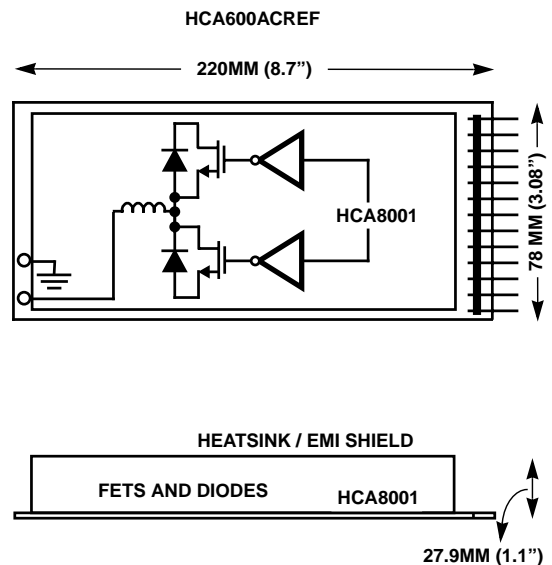 HCA600ACREF
220MM (8.7”)
HCA8001
78 MM (3.08”)
HEATSINK / EMI SHIELD
FETS AND DIODES
HCA8001
27.9MM (1.1”)